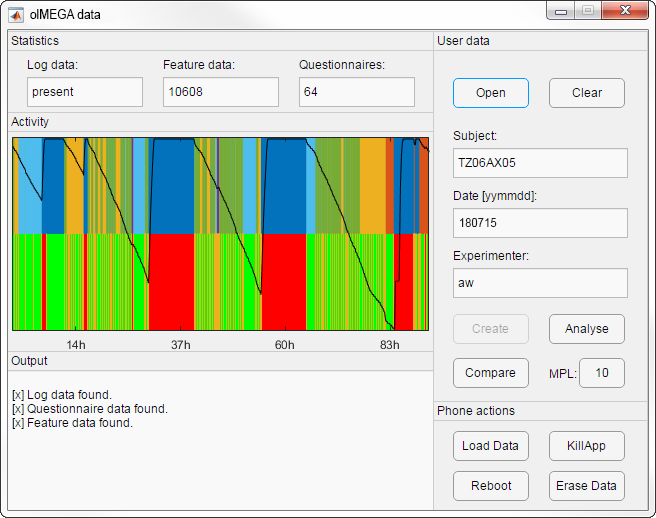 olMEGA data
Statistics
Log data:
Feature data:
Questionnaires:
present
10608
64
Activity
14h
37h
60h
83h
Output
[x] Log data found.
[x] Questionnaire data found.
[x] Feature data found.
User data
Open
Clear
Subject:
TZ06AX05
Date [yymmdd]:
180715
Experimenter:
aw
Create
Analyse
Compare
MPL:
10
Phone actions
Load Data
KillApp
Reboot
Erase Data